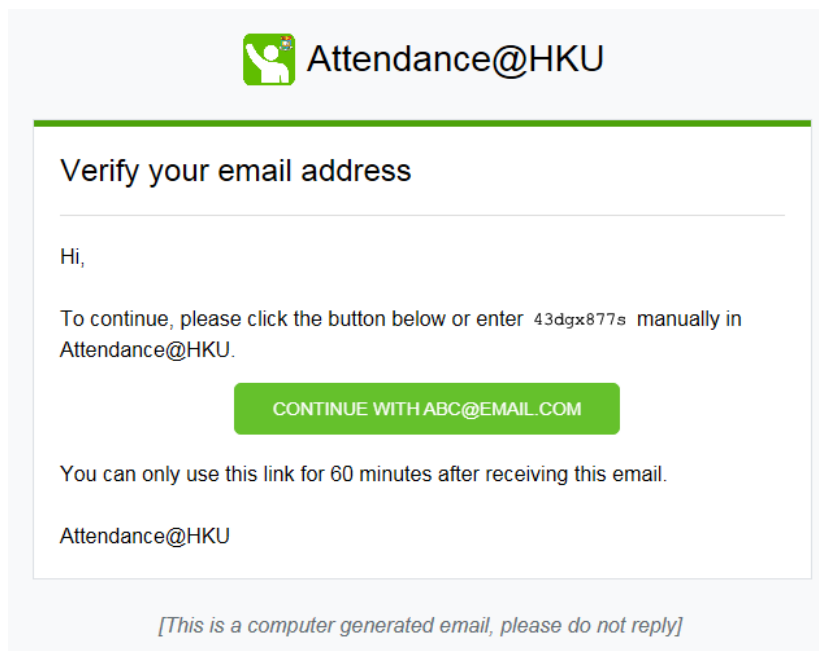 Attendance@HKU
Verify your email address
Hi,
To continue, please click the button below or enter 43dgx877s manually in
Attendance@HKU.
CONTINUE WITH ABC@EMAIL.COM
You can only use this link for 60 minutes after receiving this email.
Attendance@HKU
[This is a computer generated email, please do not reply]